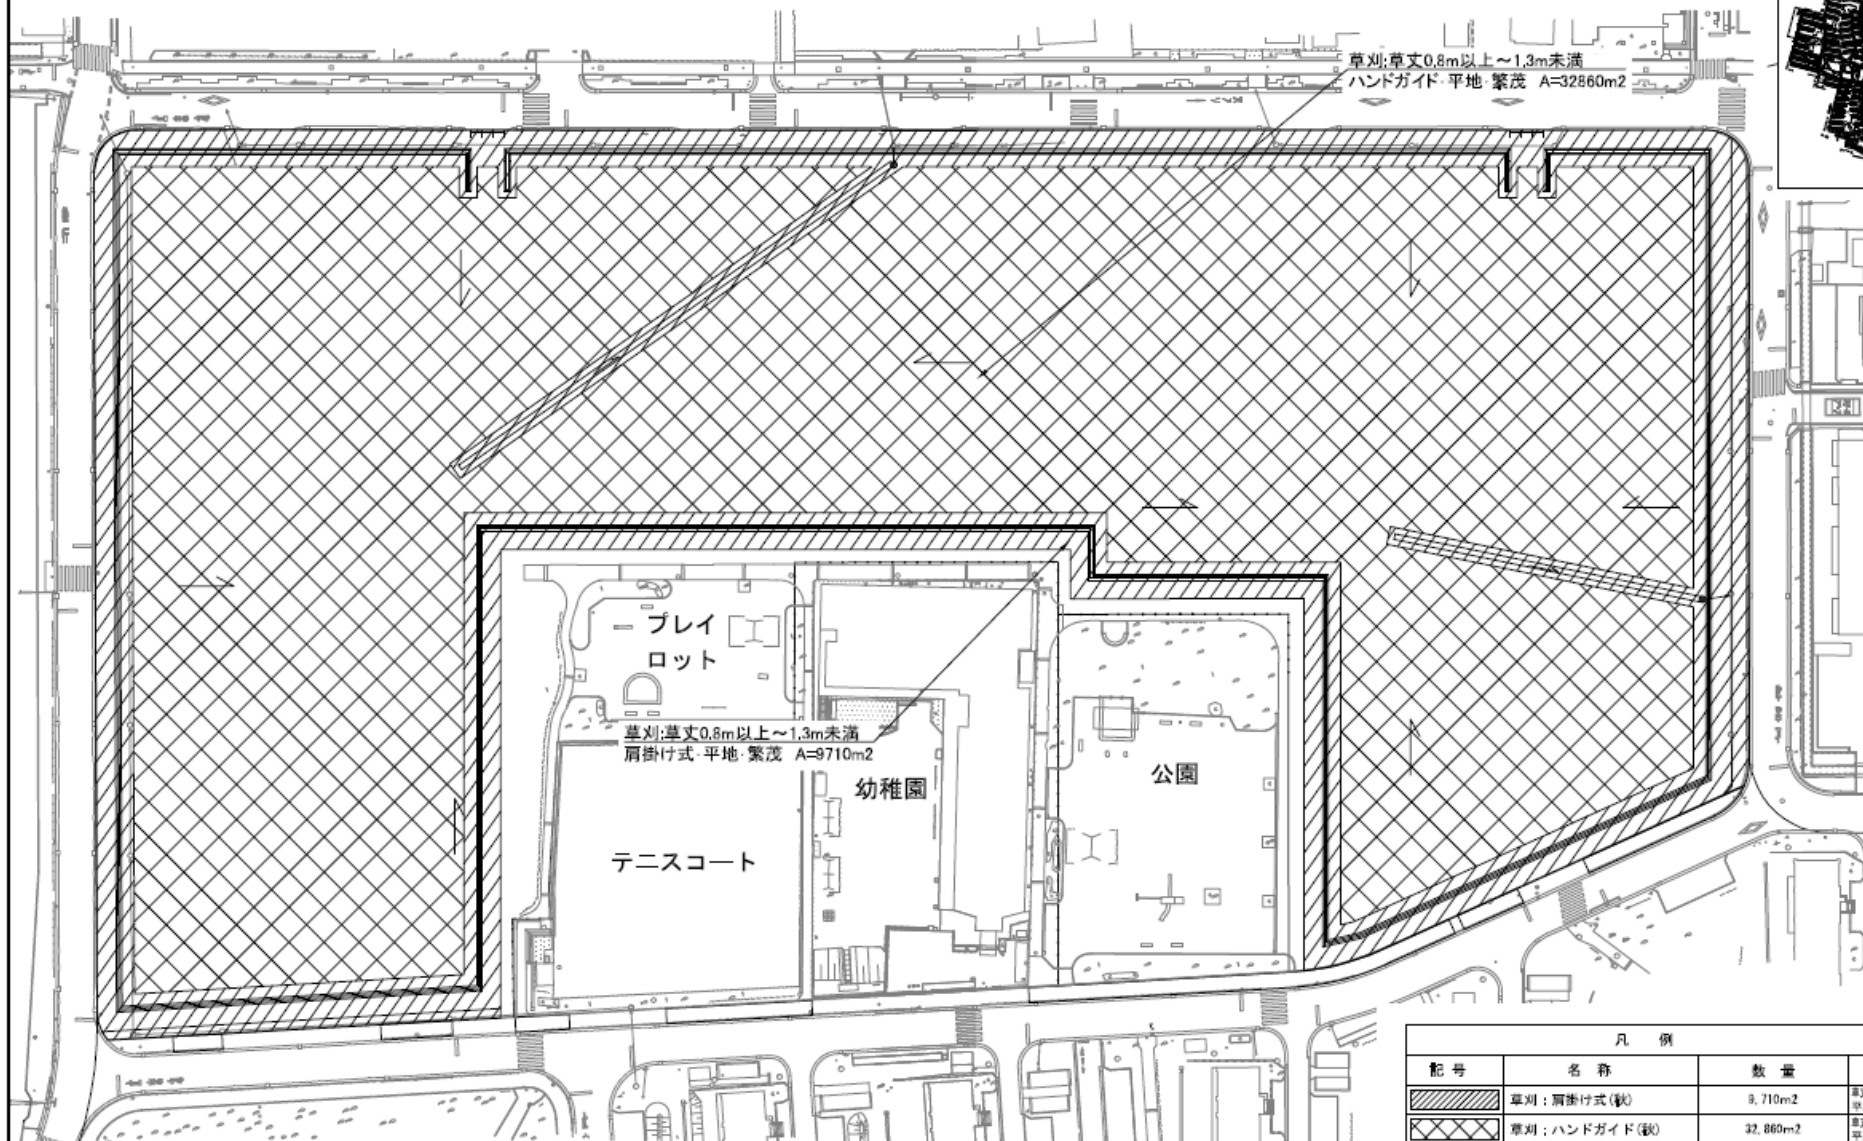 草刈:草丈0.8m以上～1.3m未満
ハンドガイド・平地・繁茂 A=32860m2
プレイ
ロット
草刈:草丈0.8m以上～1.3m未満
肩掛け式・平地・繁茂 A=9710m2
幼稚園
公園
テニスコート
凡 例
記号 名 称 数 量
草刈：肩掛け式(秋) 9,710m2
草刈：ハンドガイド(秋) 32,860m2